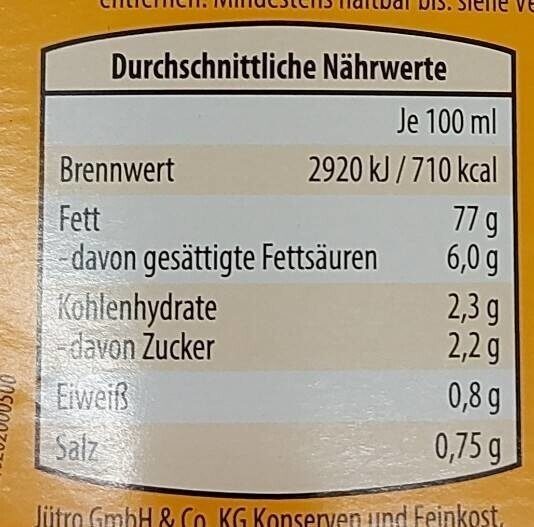 Durchschnittliche Nährwerte
Je 100 ml
Brennwert 2920 kJ / 710 kcal
Fett 77 g
-davon gesättigte Fettsäuren 6,0 g
Kohlenhydrate 2,3 g
-davon Zucker 2,2 g
Eiweiß 0,8 g
Salz 0,75 g
Jütro GmbH & Co. KG Konserven und Feinkost,